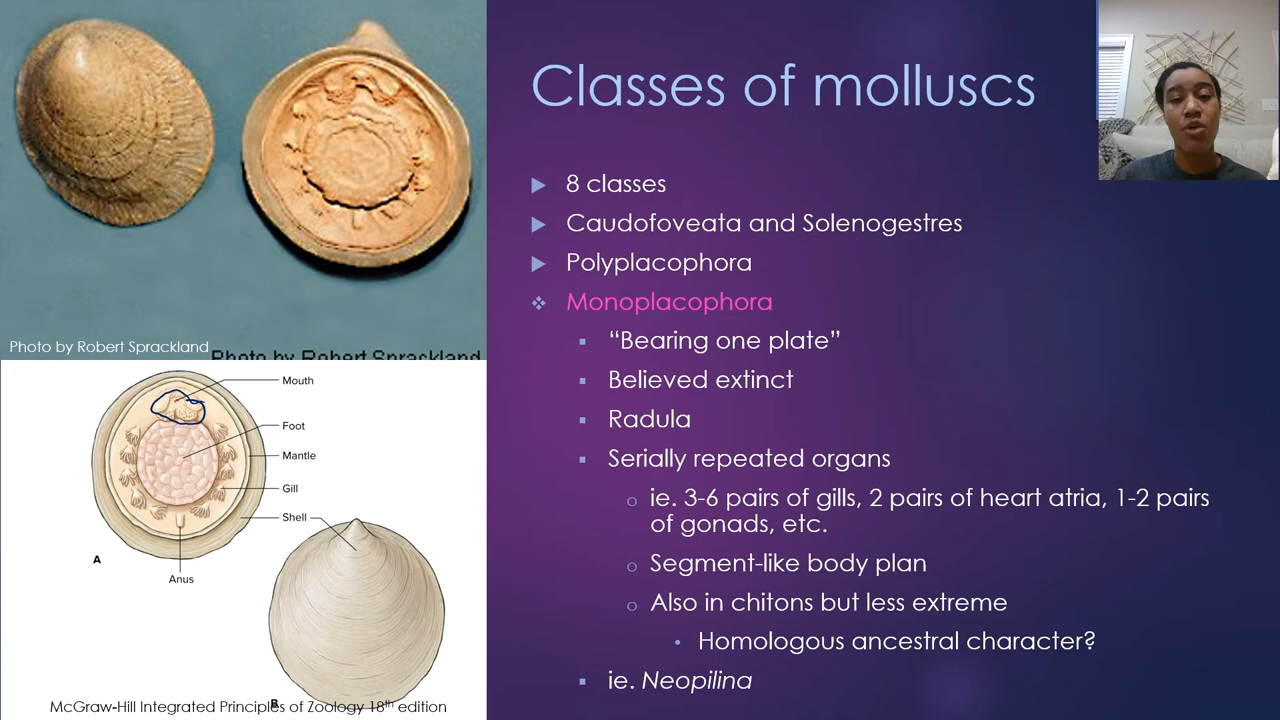 Classes of molluscs
8 classes
Caudofoveata and Solenogestres
Polyplacophora
Monoplacophora
“Bearing one plate”
Believed extinct
Radula
Serially repeated organs
ie. 3-6 pairs of gills, 2 pairs of heart atria, 1-2 pairs
of gonads, etc.
Segment-like body plan
Also in chitons but less extreme
Homologous ancestral character?
ie. Neopilina
Photo by Robert Sprackland
Photo by Robert Sprackland
Mouth
Foot
Mantle
Gill
Shell
A
Anus
B
McGraw-Hill Integrated Principles of Zoology 18th edition